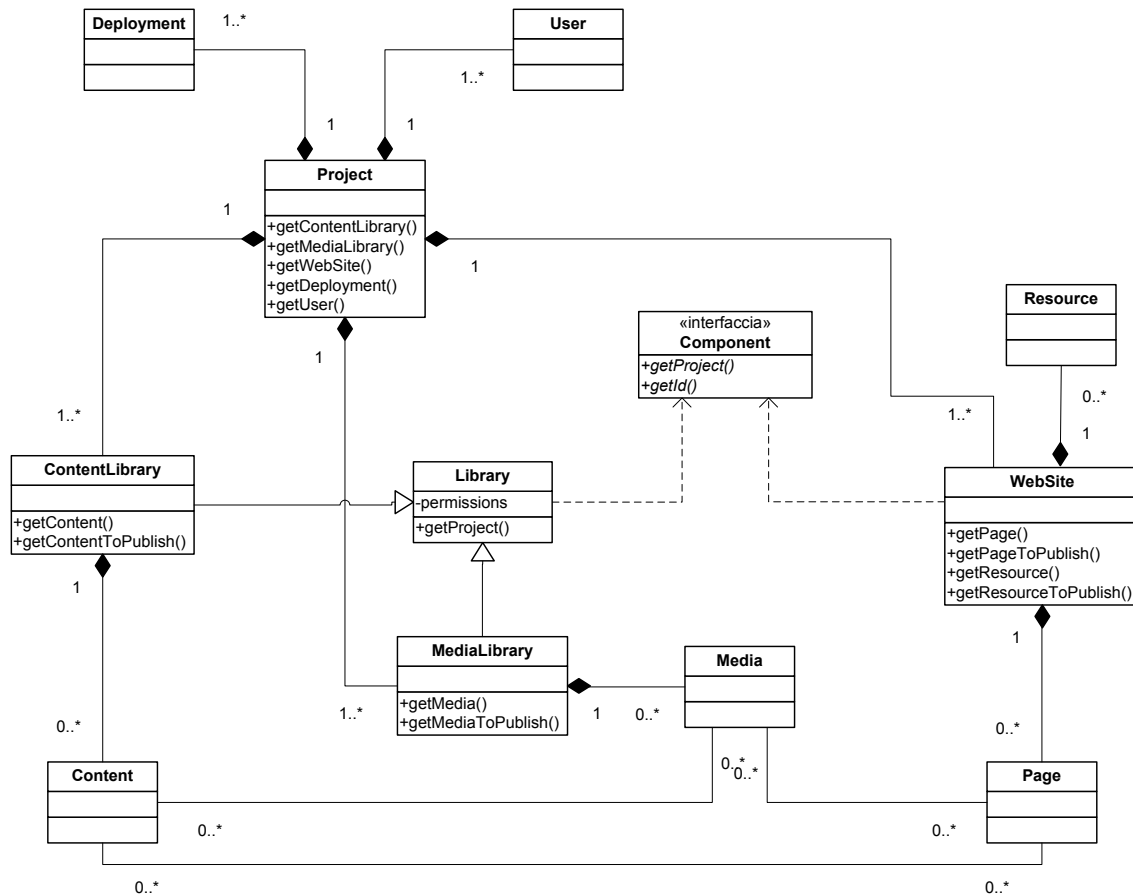 Deployment
1..*
User
1..*
1
1
Project
+getContentLibrary()
+getMediaLibrary()
+getWebSite()
+getDeployment()
+getUser()
1
1
1
Resource
«interfaccia»
Component
+getProject()
+getId()
0..*
1
1..*
1..*
ContentLibrary
+getContent()
+getContentToPublish()
1
Library
-permissions
+getProject()
WebSite
+getPage()
+getPageToPublish()
+getResource()
+getResourceToPublish()
1
MediaLibrary
+getMedia()
+getMediaToPublish()
1..*
1
0..*
Media
0..*
0..*
0..*
0..*
Content
Page
0..*
0..*
0..*
0..*